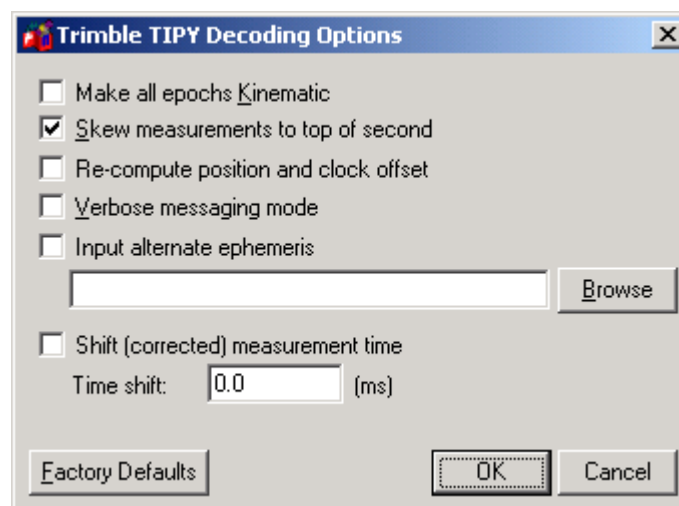 Trimble TIPY Decoding Options
Make all epochs Kinematic
Skew measurements to top of second
Re-compute position and clock offset
Verbose messaging mode
Input alternate ephemeris
Browse
Shift (corrected) measurement time
Time shift: 0.0 (ms)
Factory Defaults OK Cancel